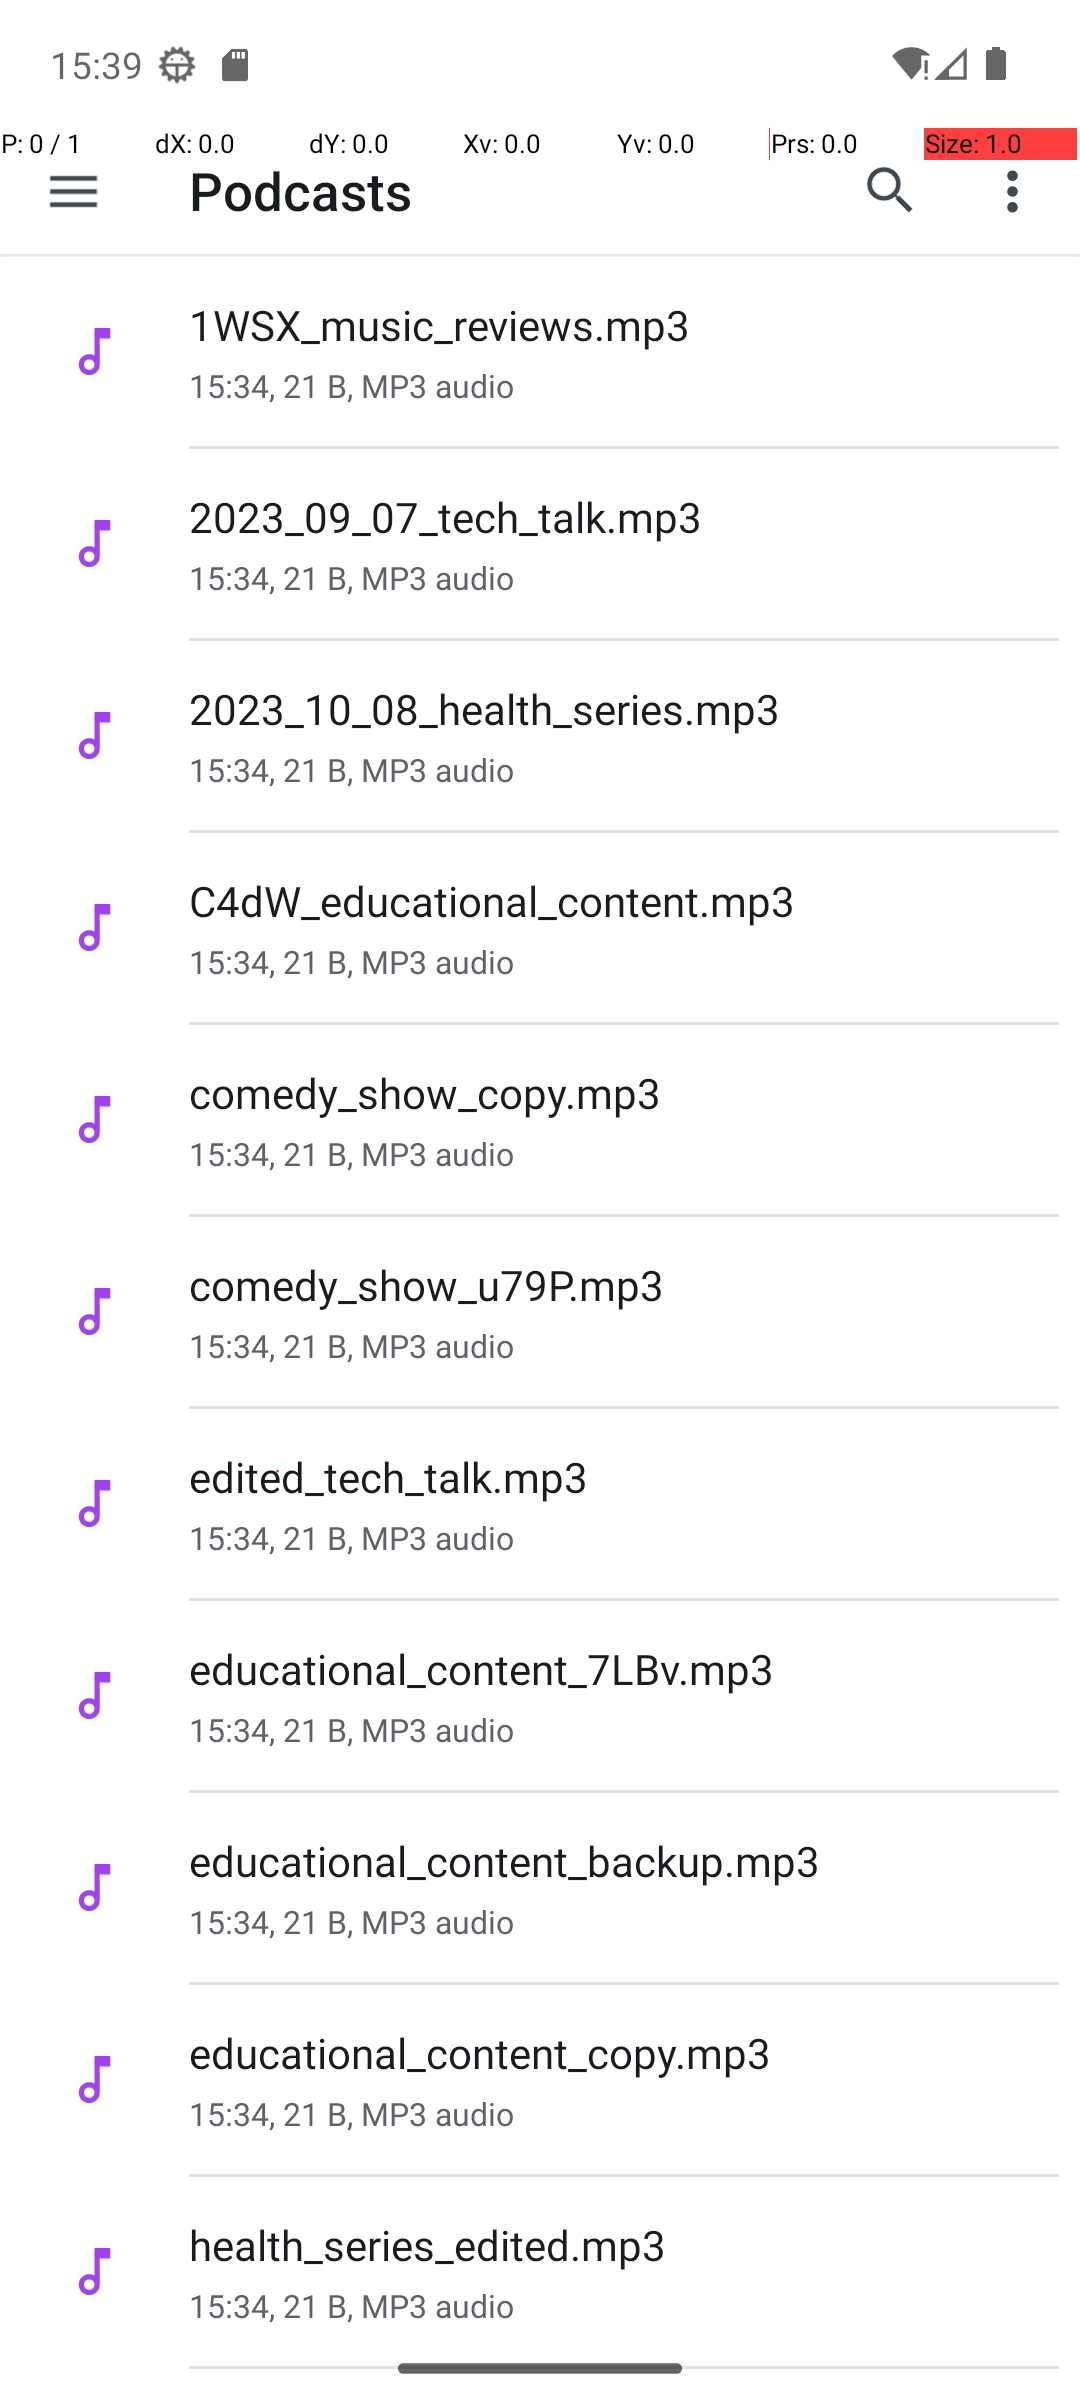 15:39
P: 0 / 1 dX: 0.0 dY: 0.0 Xv: 0.0 Yv: 0.0 Prs: 0.0 Size: 1.0
Podcasts
1WSX_music_reviews.mp3
15:34, 21 B, MP3 audio
2023_09_07_tech_talk.mp3
15:34, 21 B, MP3 audio
2023_10_08_health_series.mp3
15:34, 21 B, MP3 audio
C4dW_educational_content.mp3
15:34, 21 B, MP3 audio
comedy_show_copy.mp3
15:34, 21 B, MP3 audio
comedy_show_u79P.mp3
15:34, 21 B, MP3 audio
edited_tech_talk.mp3
15:34, 21 B, MP3 audio
educational_content_7LBv.mp3
15:34, 21 B, MP3 audio
educational_content_backup.mp3
15:34, 21 B, MP3 audio
educational_content_copy.mp3
15:34, 21 B, MP3 audio
health_series_edited.mp3
15:34, 21 B, MP3 audio